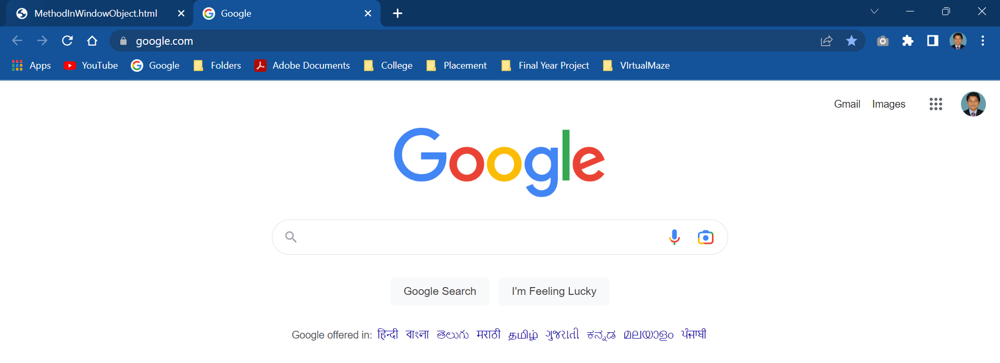 MethodInWindowObject.html Google
google.com
Apps YouTube Google Folders Adobe Documents College Placement Final Year Project VIrtualMaze
Gmail Images
Google
Google Search I'm Feeling Lucky
Google offered in: हिन्दी বাংলা తెలుగు मराठी தமிழ் ગુજરાતી ಕನ್ನಡ മലയാളം ਪੰਜਾਬੀ